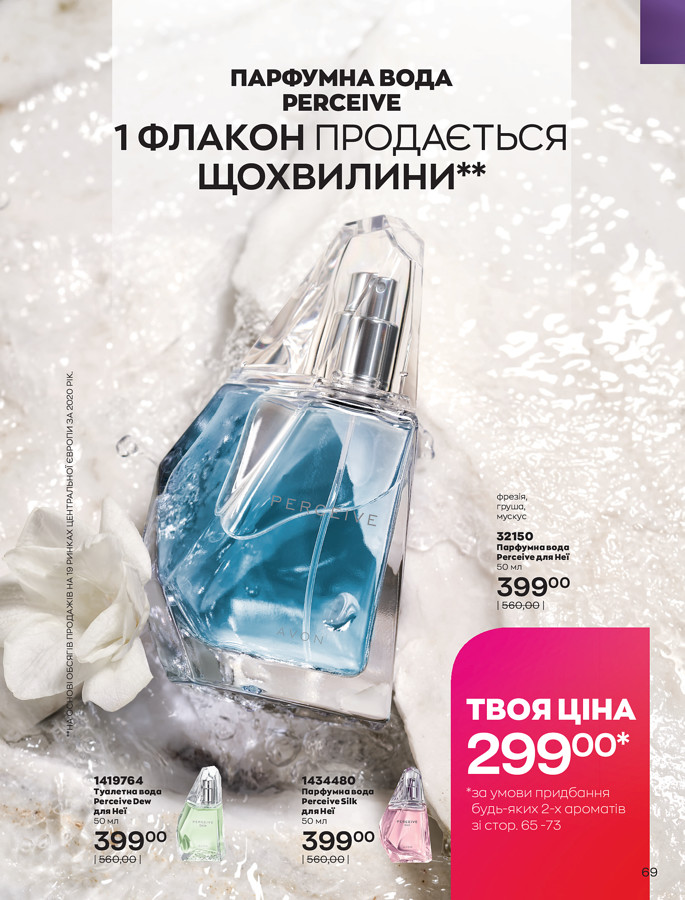 ПАРФУМНА ВОДА
PERCEIVE
1 ФЛАКОН ПРОДАЄТЬСЯ
ЩОХВИЛИНИ**
**НА ОСНОВІ ОБСЯГІВ ПРОДАЖІВ НА 19 РИНКАХ ЦЕНТРАЛЬНОЇ ЄВРОПИ ЗА 2020 РІК.
PERCEIVE
AVON
фрезія,
груша,
мускус
32150
Парфумна вода
Perceive для Неї
50 мл
399⁰⁰
| 560,00 |
ТВОЯ ЦІНА
299⁰⁰*
*за умови придбання
будь-яких 2-х ароматів
зі стор. 65 -73
1419764
Туалетна вода
Perceive Dew
для Неї
50 мл
399⁰⁰
| 560,00 |
1434480
Парфумна вода
Perceive Silk
для Неї
50 мл
399⁰⁰
| 560,00 |
PERCEIVE
69